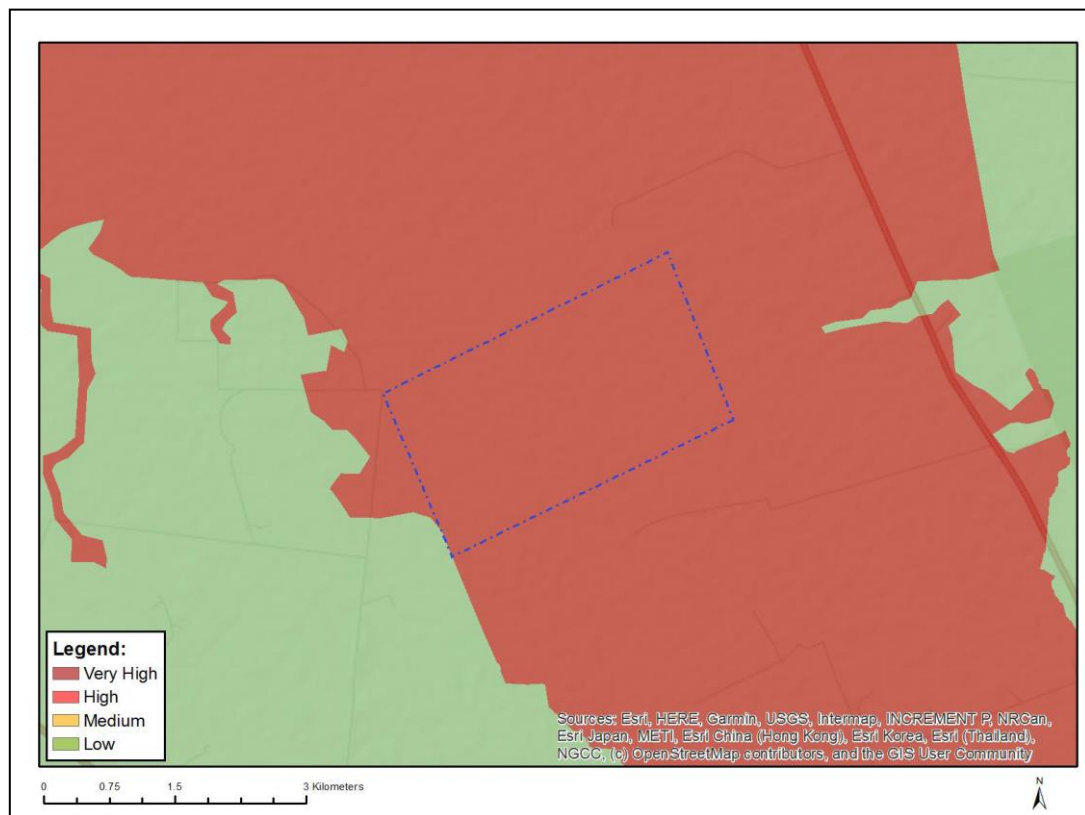 Legend:
Very High
High
Medium
Low
Sources: Esri, HERE, Garmin, USGS, Intermap, INCREMENT P, NRCan,
Esri Japan, METI, Esri China (Hong Kong), Esri Korea, Esri (Thailand),
NGCC, (c) OpenStreetMap contributors, and the GIS User Community
0 0.75 1.5 3 Kilometers
N